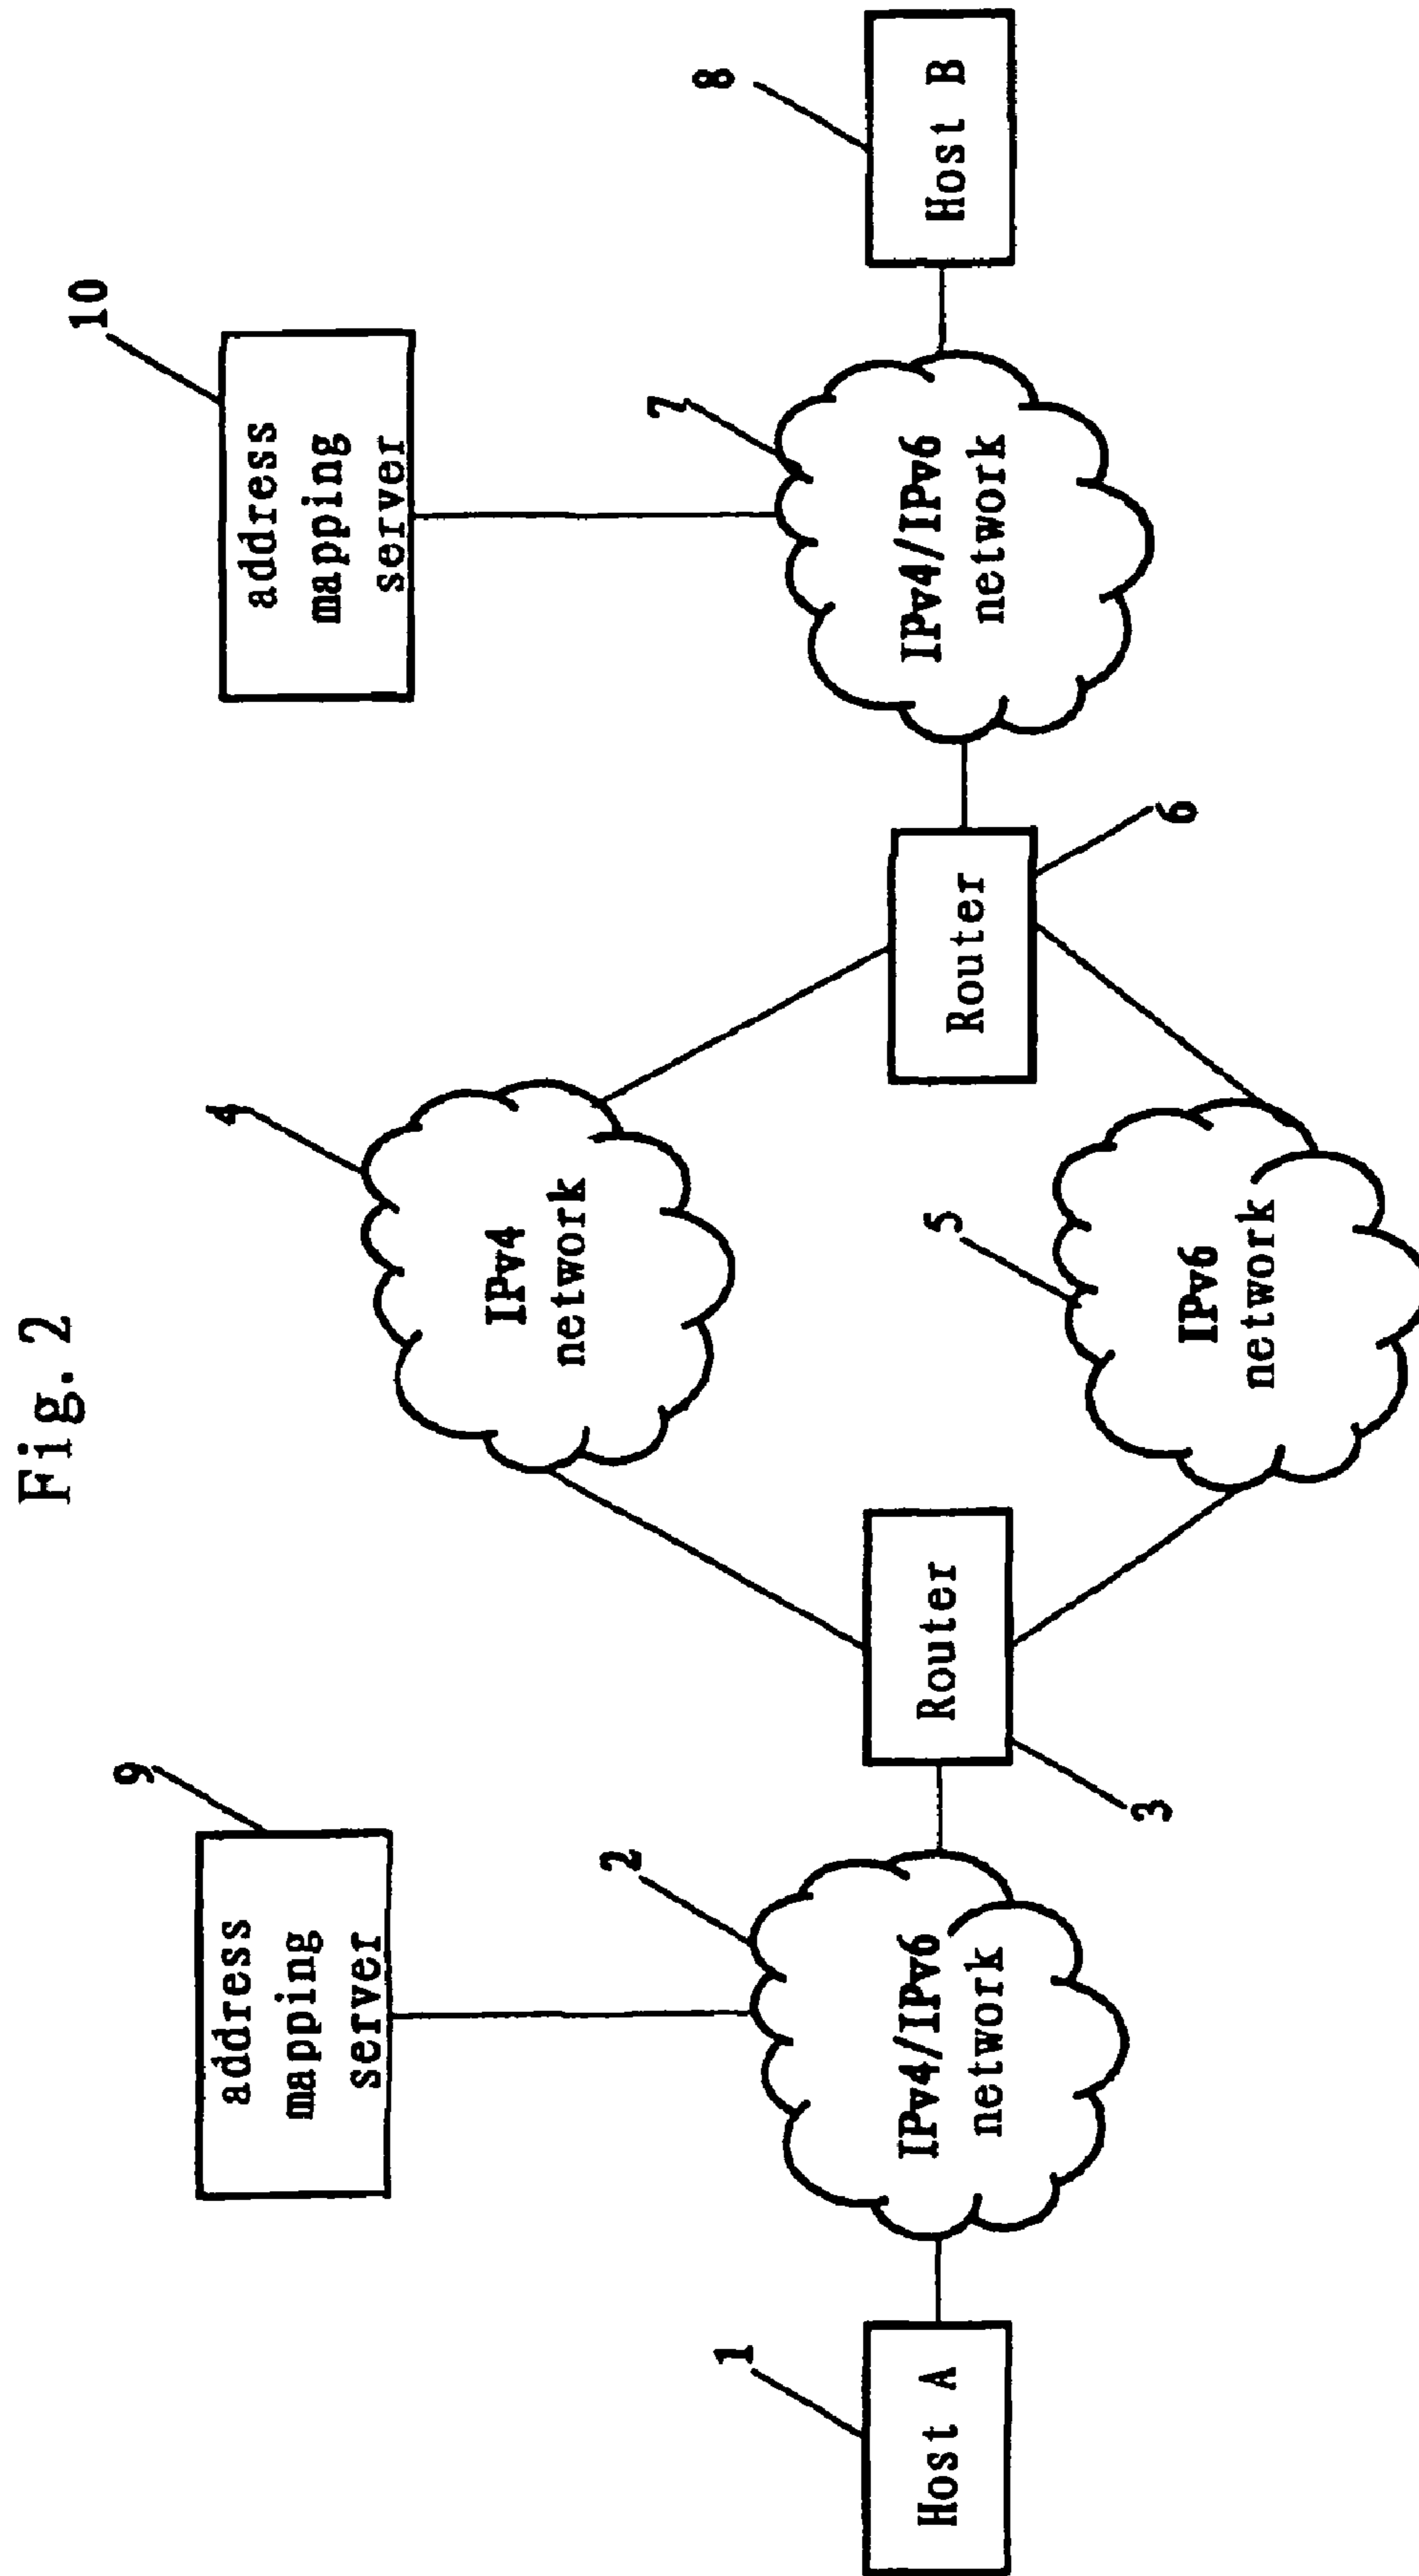 Fig. 2
9
address
mapping
server
10
address
mapping
server
4
IPv4
network
1
Host A
2
IPv4/IPv6
network
Router
3
Router
6
7
IPv4/IPv6
network
8
Host B
5
IPv6
network